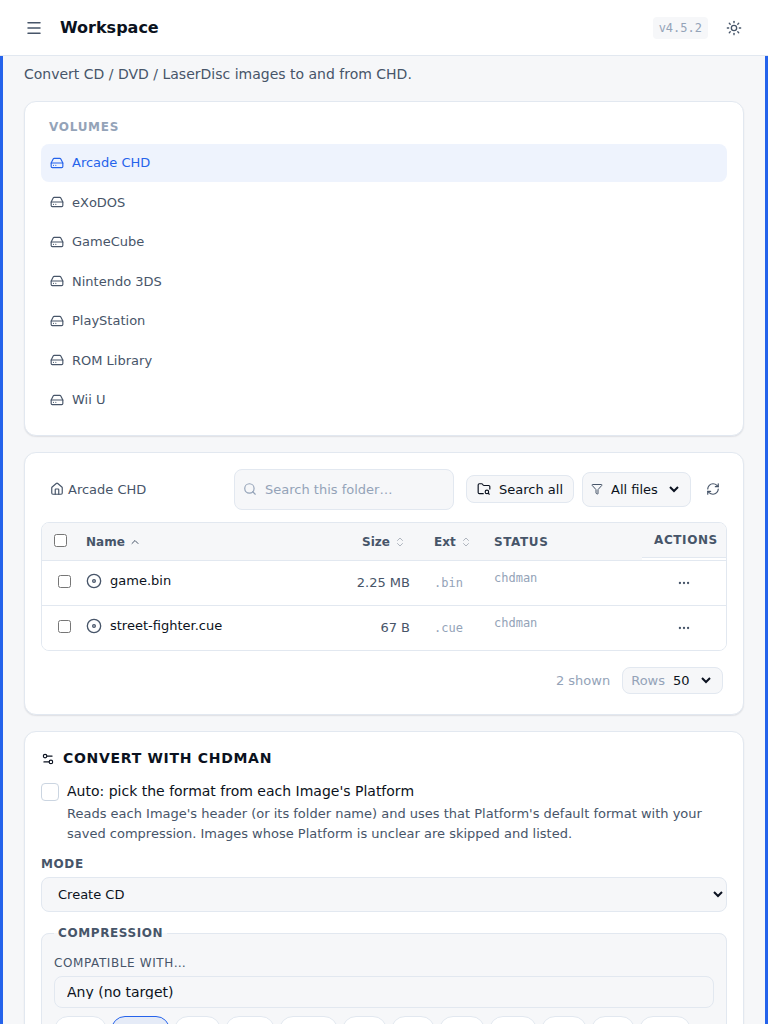 Workspace
v4.5.2
Convert CD / DVD / LaserDisc images to and from CHD.
VOLUMES
Arcade CHD
eXoDOS
GameCube
Nintendo 3DS
PlayStation
ROM Library
Wii U
Arcade CHD
Search this folder…
Search all
All files
Name Size Ext STATUS ACTIONS
game.bin 2.25 MB .bin chdman
street-fighter.cue 67 B .cue chdman
2 shown Rows 50
CONVERT WITH CHDMAN
Auto: pick the format from each Image's Platform
Reads each Image's header (or its folder name) and uses that Platform's default format with your
saved compression. Images whose Platform is unclear are skipped and listed.
MODE
Create CD
COMPRESSION
COMPATIBLE WITH…
Any (no target)